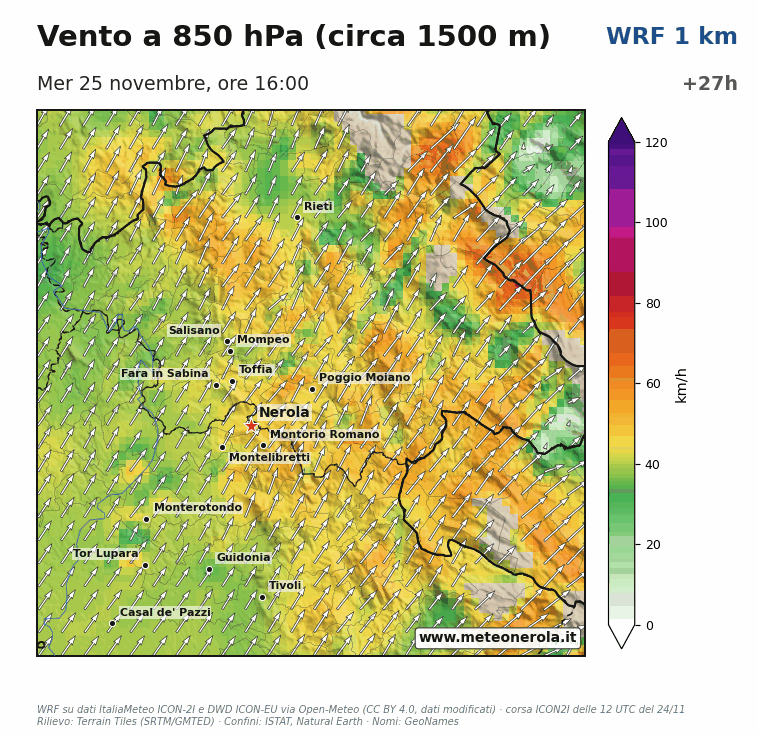 Vento a 850 hPa (circa 1500 m)
WRF 1 km
Mer 25 novembre, ore 16:00
+27h
Rieti
Salisano
Mompeo
Toffia
Fara in Sabina
Poggio Moiano
Nerola
Montorio Romano
Montelibretti
Monterotondo
Tor Lupara
Guidonia
Tivoli
Casal de' Pazzi
www.meteonerola.it
120
100
80
60
40
20
0
km/h
WRF su dati ItaliaMeteo ICON-2I e DWD ICON-EU via Open-Meteo (CC BY 4.0, dati modificati) · corsa ICON2I delle 12 UTC del 24/11
Rilievo: Terrain Tiles (SRTM/GMTED) · Confini: ISTAT, Natural Earth · Nomi: GeoNames